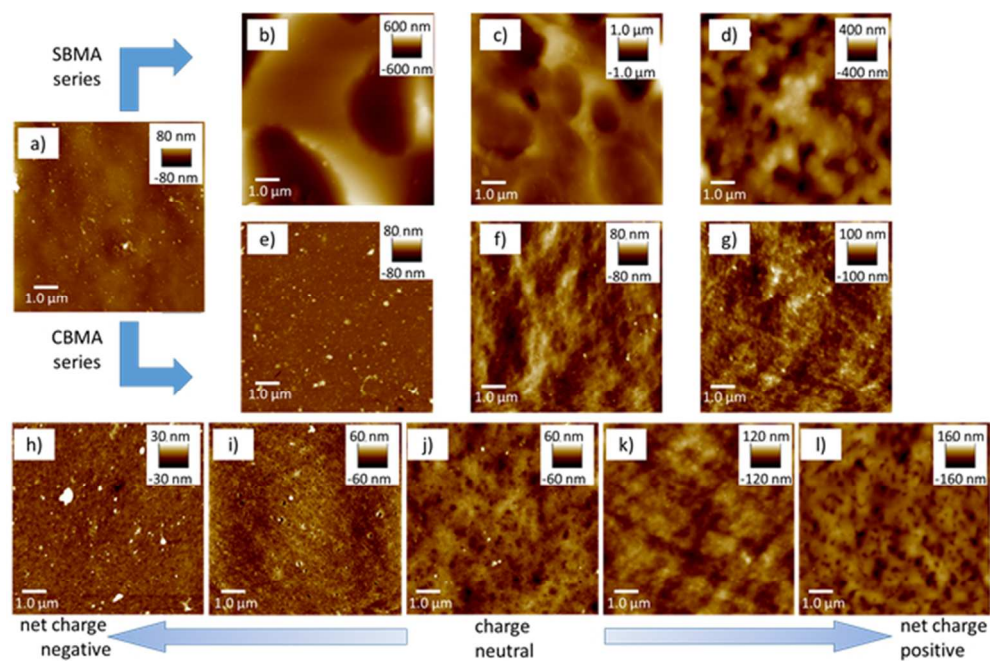 SBMA
series
a)
80 nm
-80 nm
1.0 µm
CBMA
series
b)
600 nm
-600 nm
1.0 µm
c)
1.0 µm
-1.0 µm
1.0 µm
d)
400 nm
-400 nm
1.0 µm
e)
80 nm
-80 nm
1.0 µm
f)
80 nm
-80 nm
1.0 µm
g)
100 nm
-100 nm
1.0 µm
h)
30 nm
-30 nm
1.0 µm
i)
60 nm
-60 nm
1.0 µm
j)
60 nm
-60 nm
1.0 µm
k)
120 nm
-120 nm
1.0 µm
l)
160 nm
-160 nm
1.0 µm
net charge
negative
charge
neutral
net charge
positive